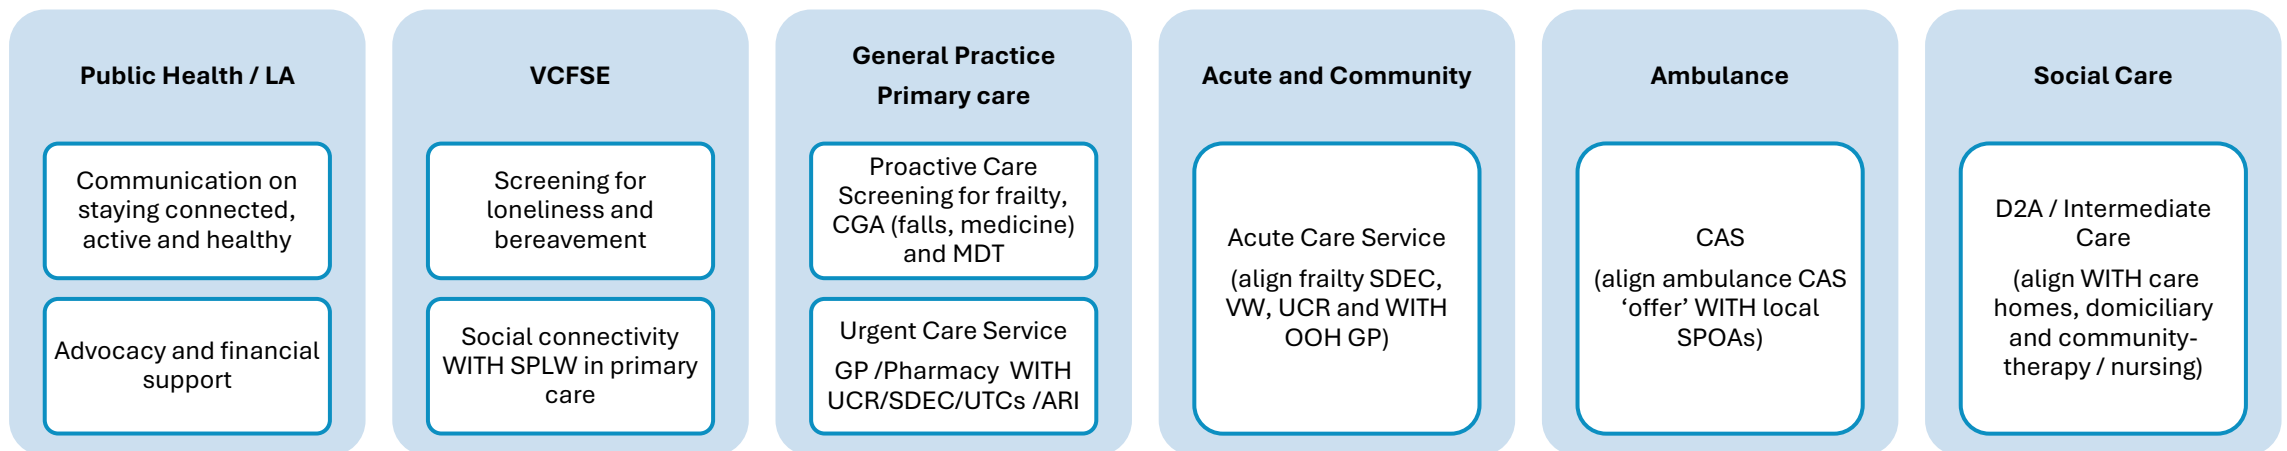 Public Health / LA
Communication on
staying connected,
active and healthy
Advocacy and financial
support
VCFSE
Screening for
loneliness and
bereavement
Social connectivity
WITH SPLW in primary
care
General Practice
Primary care
Proactive Care
Screening for frailty,
CGA (falls, medicine)
and MDT
Urgent Care Service
GP /Pharmacy WITH
UCR/SDEC/UTCs /ARI
Acute and Community
Acute Care Service
(align frailty SDEC,
VW, UCR and WITH
OOH GP)
Ambulance
CAS
(align ambulance CAS
‘offer’ WITH local
SPOAs)
Social Care
D2A / Intermediate
Care
(align WITH care
homes, domiciliary
and community-
therapy / nursing)